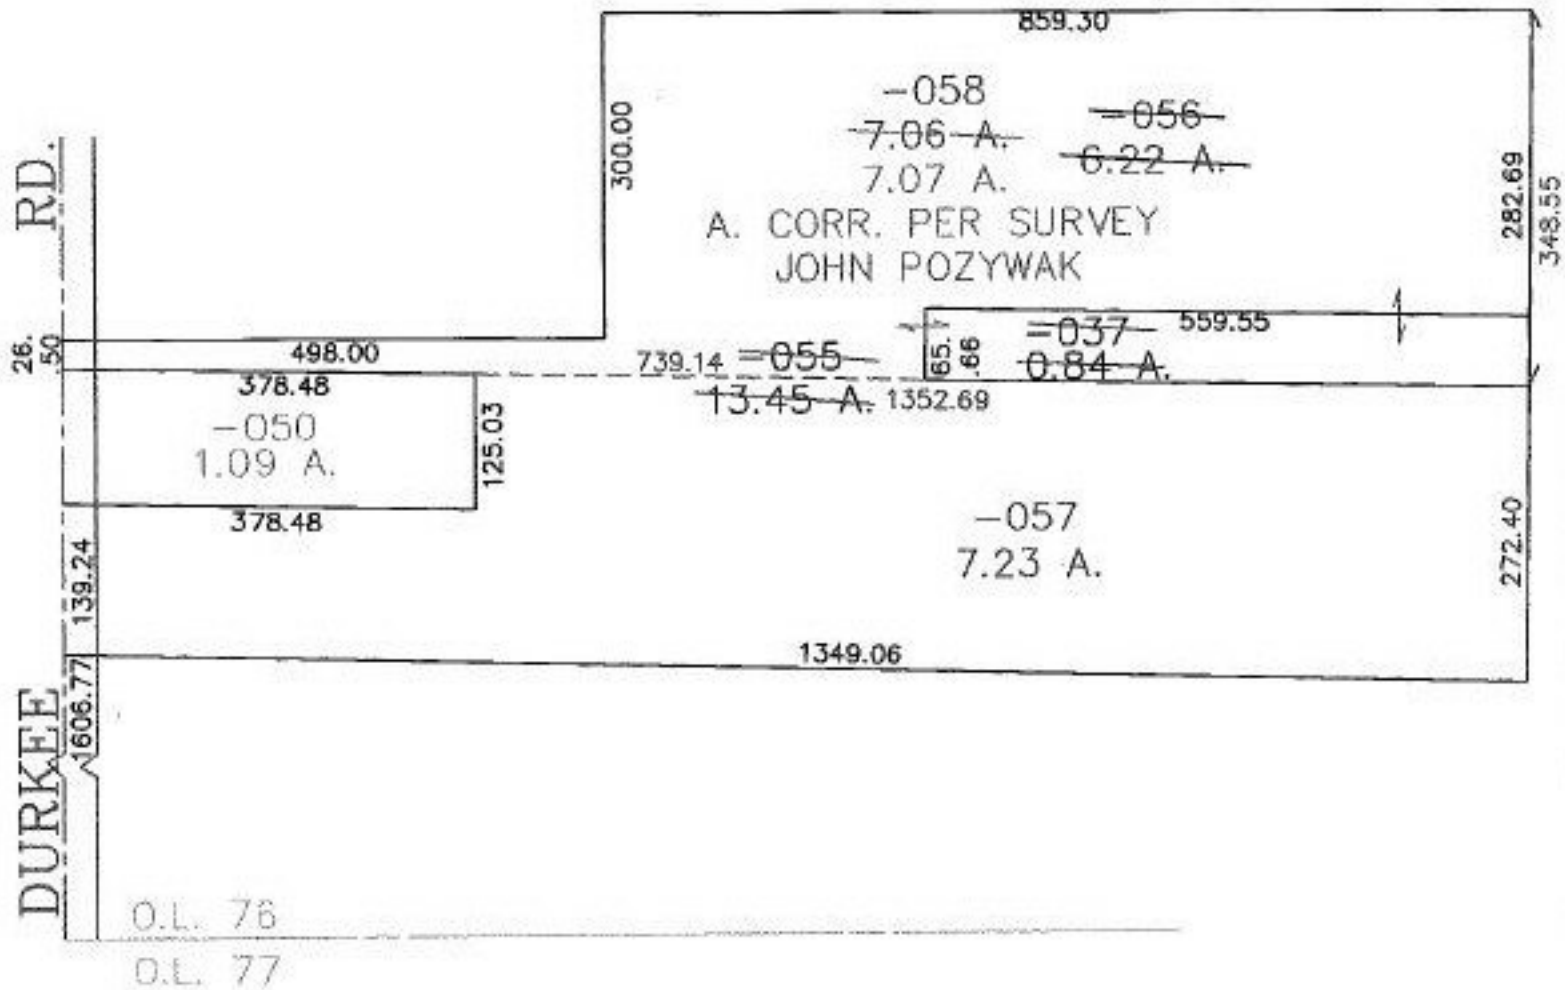 859.30
-058
-056
7.06 A.
6.22 A.
7.07 A.
A. CORR. PER SURVEY
JOHN POZYWAK
300.00
282.69
348.55
RD.
26.
50
498.00
739.14
-055
65.
.66
=037
559.55
0.84 A.
378.48
13.45 A.
1352.69
-050
1.09 A.
125.03
378.48
-057
7.23 A.
272.40
139.24
1349.06
1606.77
DURKEE
O.L. 76
O.L. 77